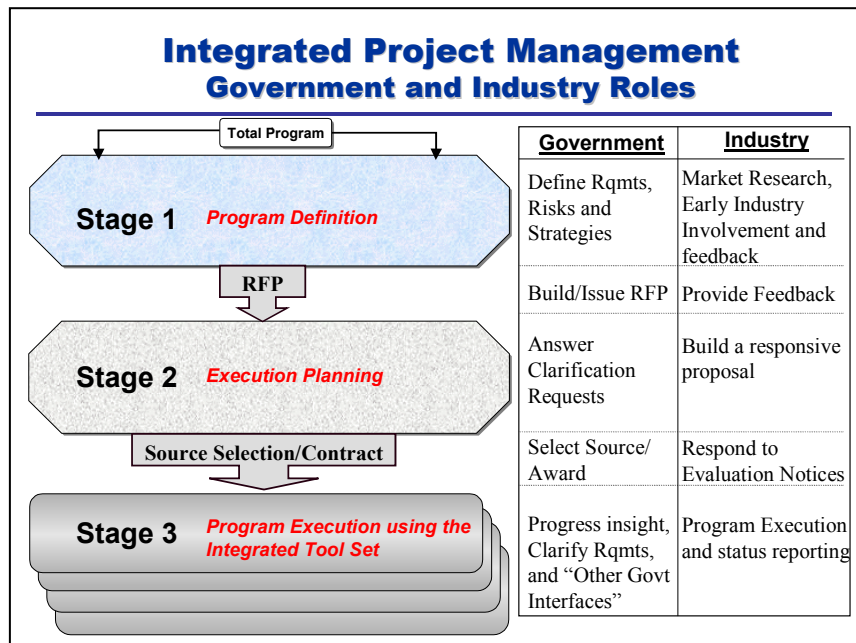 Integrated Project Management
Government and Industry Roles
Total Program
Stage 1 Program Definition
RFP
Stage 2 Execution Planning
Source Selection/Contract
Stage 3 Program Execution using the
Integrated Tool Set
Government
Industry
Define Rqmts,
Risks and
Strategies
Market Research,
Early Industry
Involvement and
feedback
Build/Issue RFP
Provide Feedback
Answer
Clarification
Requests
Build a responsive
proposal
Select Source/
Award
Respond to
Evaluation Notices
Progress insight,
Clarify Rqmts,
and “Other Govt
Interfaces”
Program Execution
and status reporting